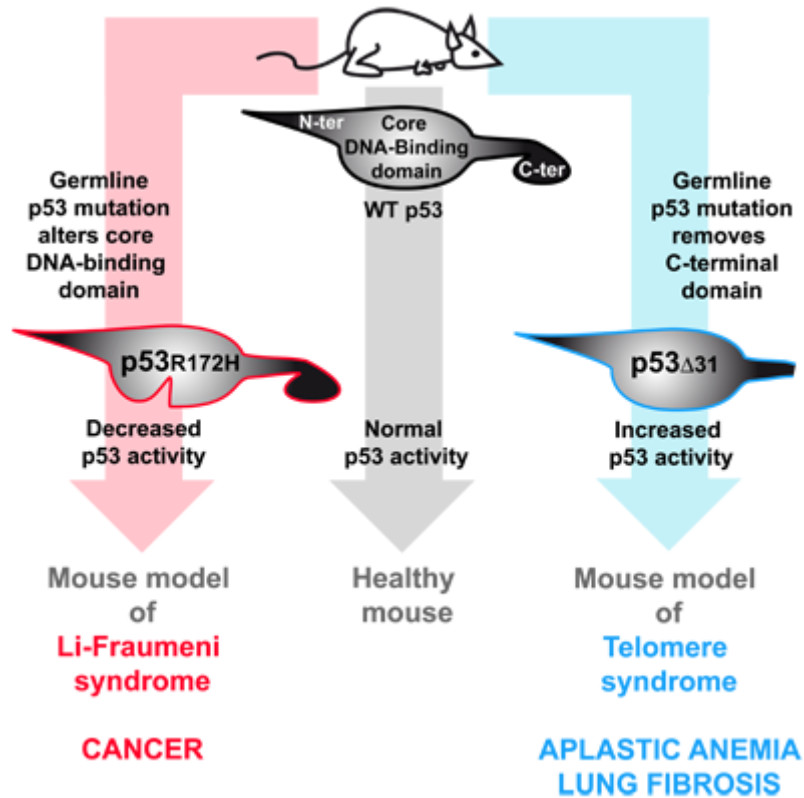 N-ter
Core
DNA-Binding
domain
C-ter
WT p53
Germline
p53 mutation
alters core
DNA-binding
domain
p53R172H
Decreased
p53 activity
Mouse model
of
Li-Fraumeni
syndrome
CANCER
Normal
p53 activity
Healthy
mouse
Germline
p53 mutation
removes
C-terminal
domain
p53Δ31
Increased
p53 activity
Mouse model
of
Telomere
syndrome
APLASTIC ANEMIA
LUNG FIBROSIS